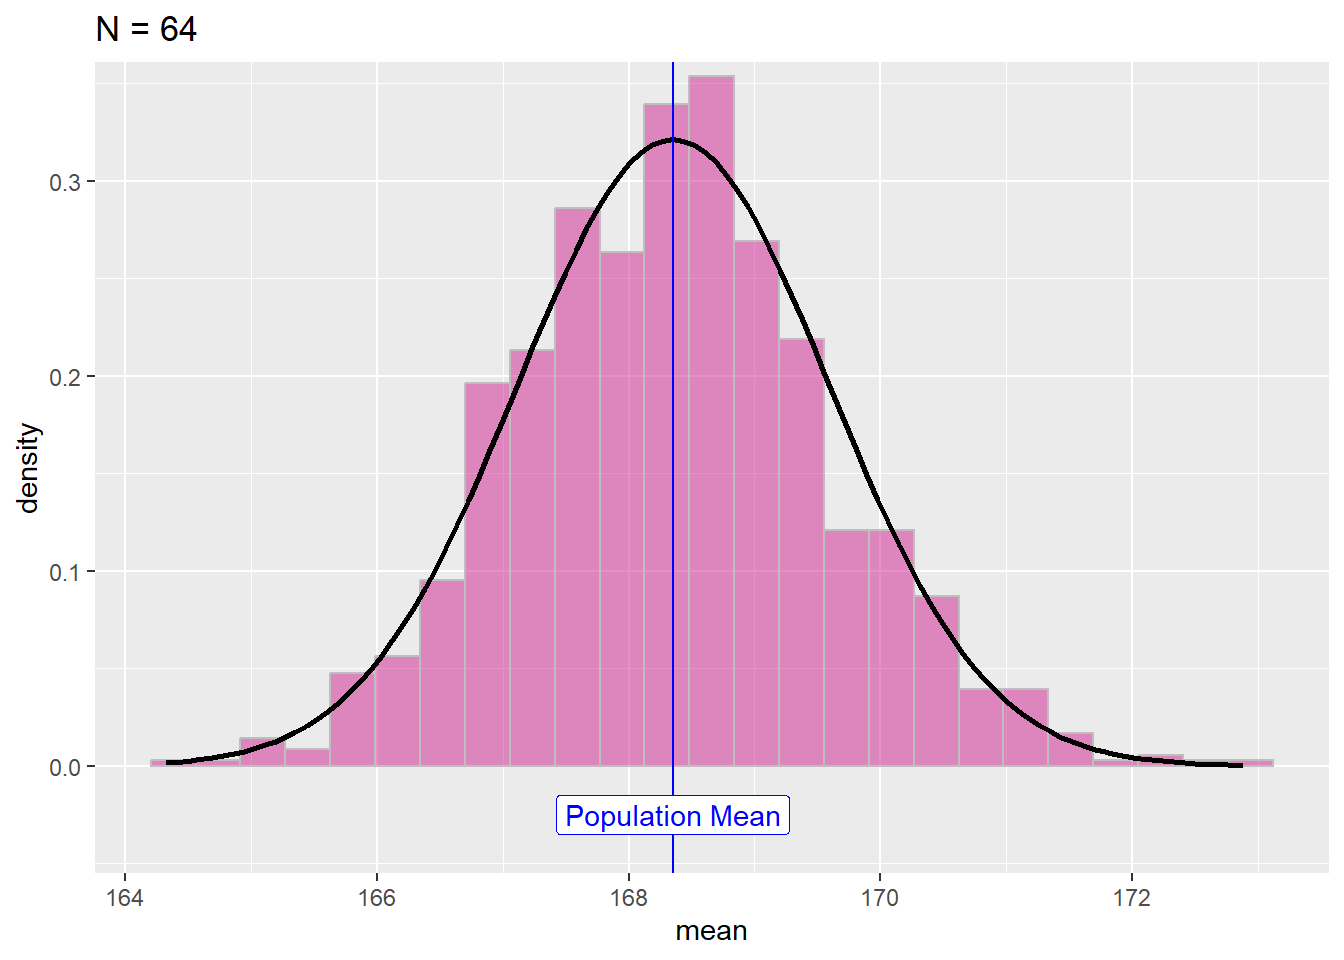 N = 64
density
0.3
0.2
0.1
0.0
Population Mean
164 166 168 170 172
mean